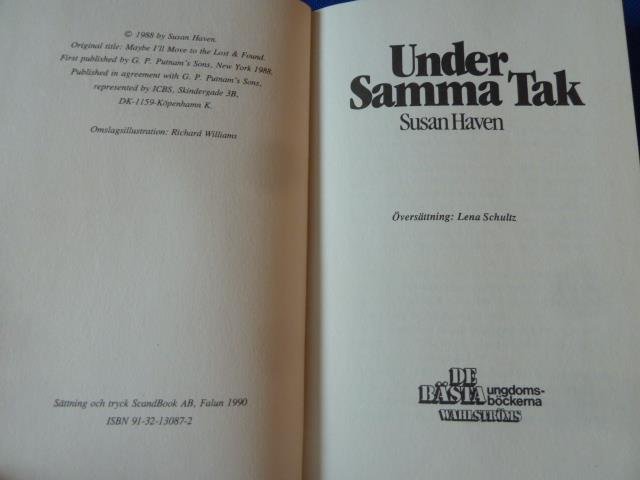 © 1988 by Susan Haven.
Original title: Maybe I'll Move to the Lost & Found.
First published by G. P. Putnam's Sons, New York 1988.
Published in agreement with G. P. Putnam's Sons,
represented by ICBS, Skindergade 3B,
DK-1159-Köpenhamn K.
Omslagsillustration: Richard Williams
Sättning och tryck ScandBook AB, Falun 1990
ISBN 91-32-13087-2
Under
Samma Tak
Susan Haven
Översättning: Lena Schultz
DE
BÄSTA ungdoms-
böckerna
WAHLSTRÖMS